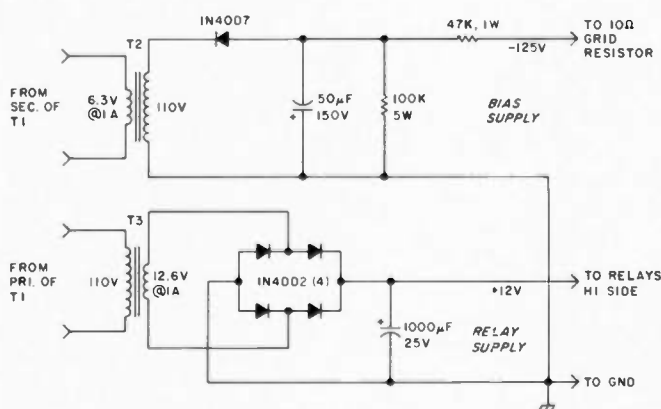 1N4007
47K, 1W
TO 10Ω
GRID
RESISTOR
-125V
T2
FROM
SEC. OF
T1
6.3V
@1A
110V
50µF
150V
+
100K
5W
BIAS
SUPPLY
T3
FROM
PRI. OF
T1
110V
12.6V
@1A
1N4002 (4)
+12V
TO RELAYS
HI SIDE
+
1000µF
25V
RELAY
SUPPLY
TO GND